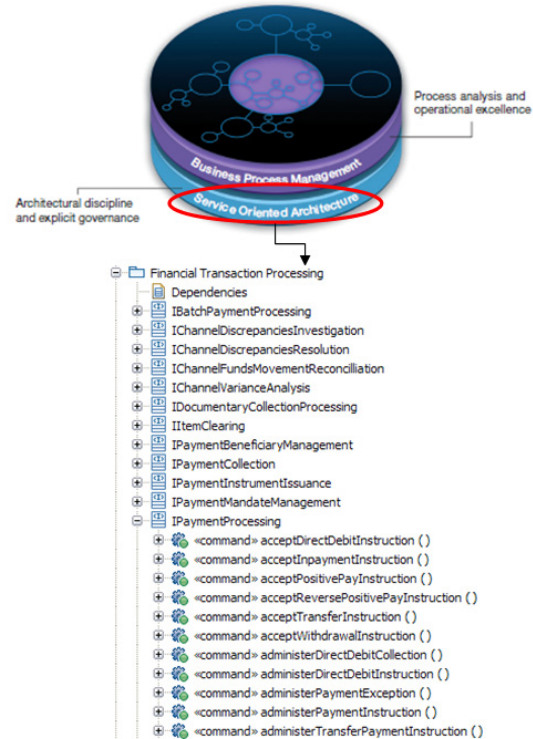 Process analysis and
operational excellence
Business Process Management
Service Oriented Architecture
Architectural discipline
and explicit governance
Financial Transaction Processing
Dependencies
IBatchPaymentProcessing
IChannelDiscrepanciesInvestigation
IChannelDiscrepanciesResolution
IChannelFundsMovementReconcilliation
IChannelVarianceAnalysis
IDocumentaryCollectionProcessing
IItemClearing
IPaymentBeneficiaryManagement
IPaymentCollection
IPaymentInstrumentIssuance
IPaymentMandateManagement
IPaymentProcessing
«command» acceptDirectDebitInstruction ( )
«command» acceptInpaymentInstruction ( )
«command» acceptPositivePayInstruction ( )
«command» acceptReversePositivePayInstruction ( )
«command» acceptTransferInstruction ( )
«command» acceptWithdrawalInstruction ( )
«command» administerDirectDebitCollection ( )
«command» administerDirectDebitInstruction ( )
«command» administerPaymentException ( )
«command» administerPaymentInstruction ( )
«command» administerTransferPaymentInstruction ( )